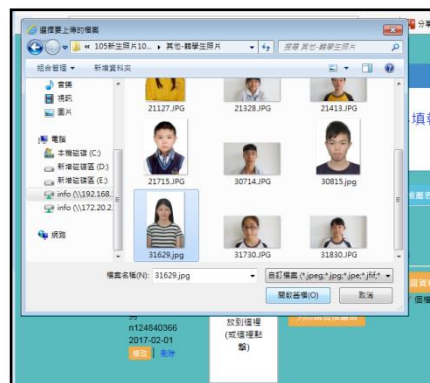 選擇要上傳的檔案
« 105新生照片10... ▸ 其他-轉學生照片
搜尋 其他-轉學生照片
組合管理 ▾ 新增資料夾
音樂
視訊
圖片
電腦
本機磁碟 (C:)
新增磁碟區 (D:)
新增磁碟區 (E:)
info (\\192.168.
info (\\172.20.2.
網路
21127.JPG
21328.JPG
21413.JPG
21715.JPG
30714.JPG
30815.jpg
31629.jpg
31730.JPG
31830.JPG
檔案名稱(N): 31629.jpg
自訂檔案 (*.jpeg;*.jpg;*.jpe;*.jfif;*
開啟舊檔(O)
取消
分享
n124840366
2017-02-01
修改 | 刪除
放到這裡
(或這裡點
擊)